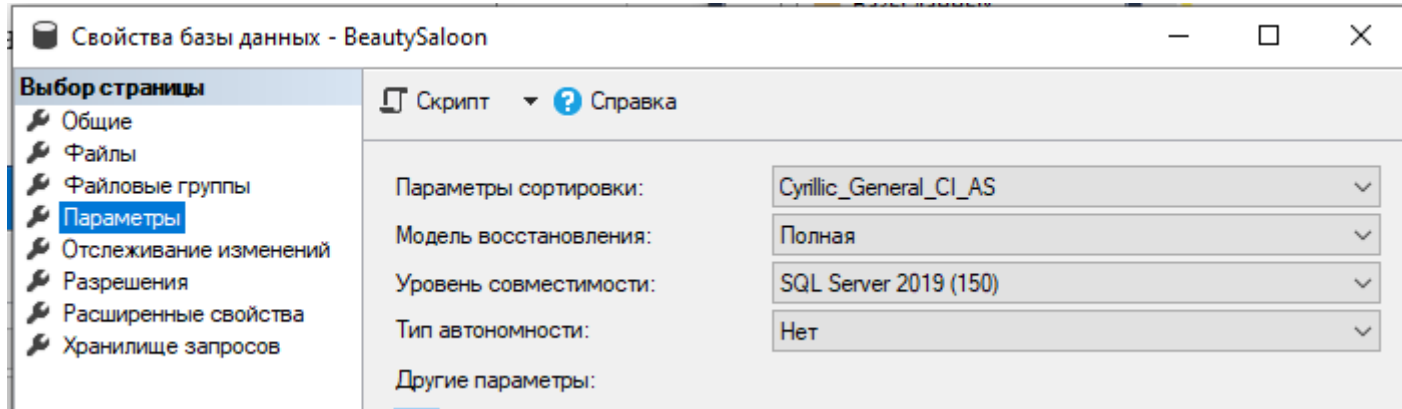 Свойства базы данных - BeautySaloon
Выбор страницы
Общие
Файлы
Файловые группы
Параметры
Отслеживание изменений
Разрешения
Расширенные свойства
Хранилище запросов
Скрипт
Справка
Параметры сортировки: Cyrillic_General_CI_AS
Модель восстановления: Полная
Уровень совместимости: SQL Server 2019 (150)
Тип автономности: Нет
Другие параметры: